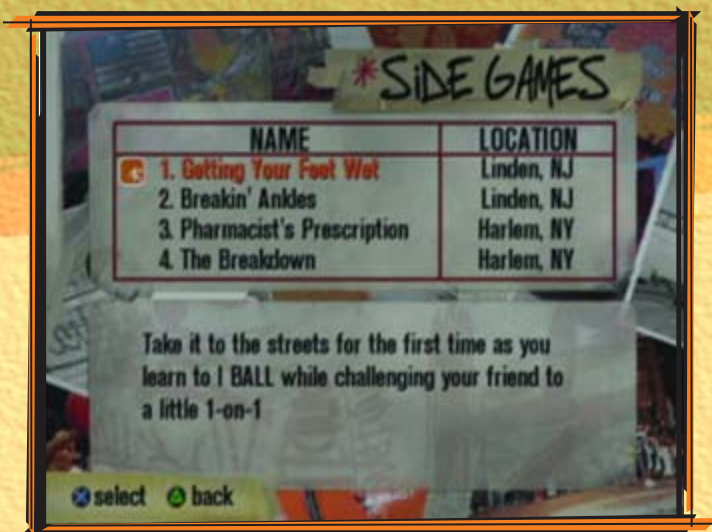 *SiDE GAMES
NAME LOCATION
1. Getting Your Feet Wet Linden, NJ
2. Breakin' Ankles Linden, NJ
3. Pharmacist's Prescription Harlem, NY
4. The Breakdown Harlem, NY
Take it to the streets for the first time as you
learn to I BALL while challenging your friend to
a little 1-on-1
select back